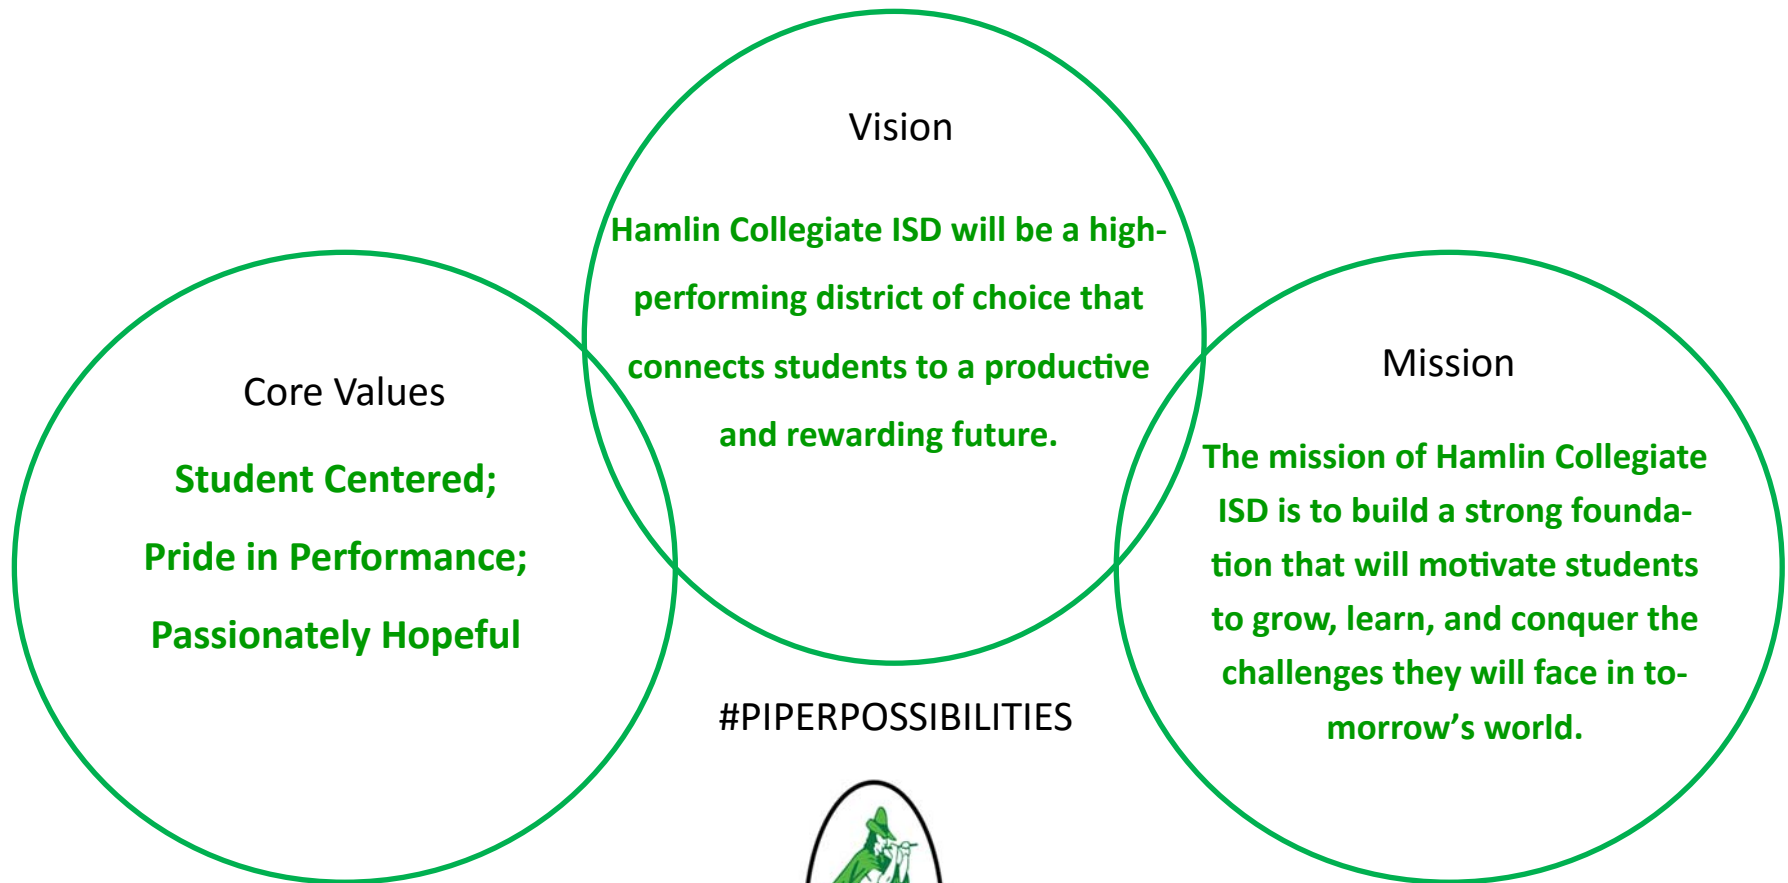 Vision
Hamlin Collegiate ISD will be a high-
performing district of choice that
connects students to a productive
and rewarding future.
Core Values
Student Centered;
Pride in Performance;
Passionately Hopeful
Mission
The mission of Hamlin Collegiate
ISD is to build a strong founda-
tion that will motivate students
to grow, learn, and conquer the
challenges they will face in to-
morrow’s world.
#PIPERPOSSIBILITIES